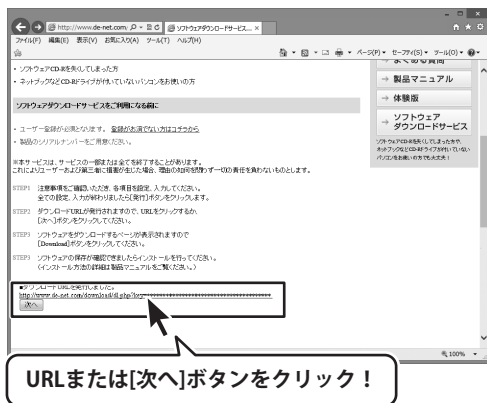 http://www.de-net.com/
ソフトウェアダウンロードサービス... ×
ファイル(F) 編集(E) 表示(V) お気に入り(A) ツール(T) ヘルプ(H)
ページ(P) セーフティ(S) ツール(O)
・ソフトウェアCD-Rを失くしてしまった方
・ネットブックなどCD-Rドライブが付いていないパソコンをお使いの方
ソフトウェアダウンロードサービスをご利用になる前に
・ユーザー登録が必須となります。 登録がお済でない方はコチラから
・製品のシリアルナンバーをご用意ください。
※本サービスは、サービスの一部または全てを終了することがあります。
これによりユーザーおよび第三者に損害が生じた場合、理由の如何を問わず一切の責任を負わないものとします。
STEP1 注意事項をご確認いただき、各項目を設定、入力してください。
全ての設定、入力が終わりましたら[発行]ボタンをクリックします。
STEP2 ダウンロードURLが発行されますので、URLをクリックするか、
[次へ]ボタンをクリックしてください。
STEP3 ソフトウェアをダウンロードするページが表示されますので
[Download]ボタンをクリックしてください。
STEP3 ソフトウェアの保存が確認できましたらインストールを行ってください。
(インストール方法の詳細は製品マニュアルをご覧ください。)
■ダウンロードURLを発行しました。
http://www.de-net.com/download/dl.php?key=
次へ
→ よくある質問
→ 製品マニュアル
→ 体験版
→ ソフトウェア
ダウンロードサービス
ソフトウェアCD-Rを失くしてしまった方や、
ネットブックなどCD-Rドライブが付いていない
パソコンをお使いの方でも大丈夫!
100%
URLまたは[次へ]ボタンをクリック!